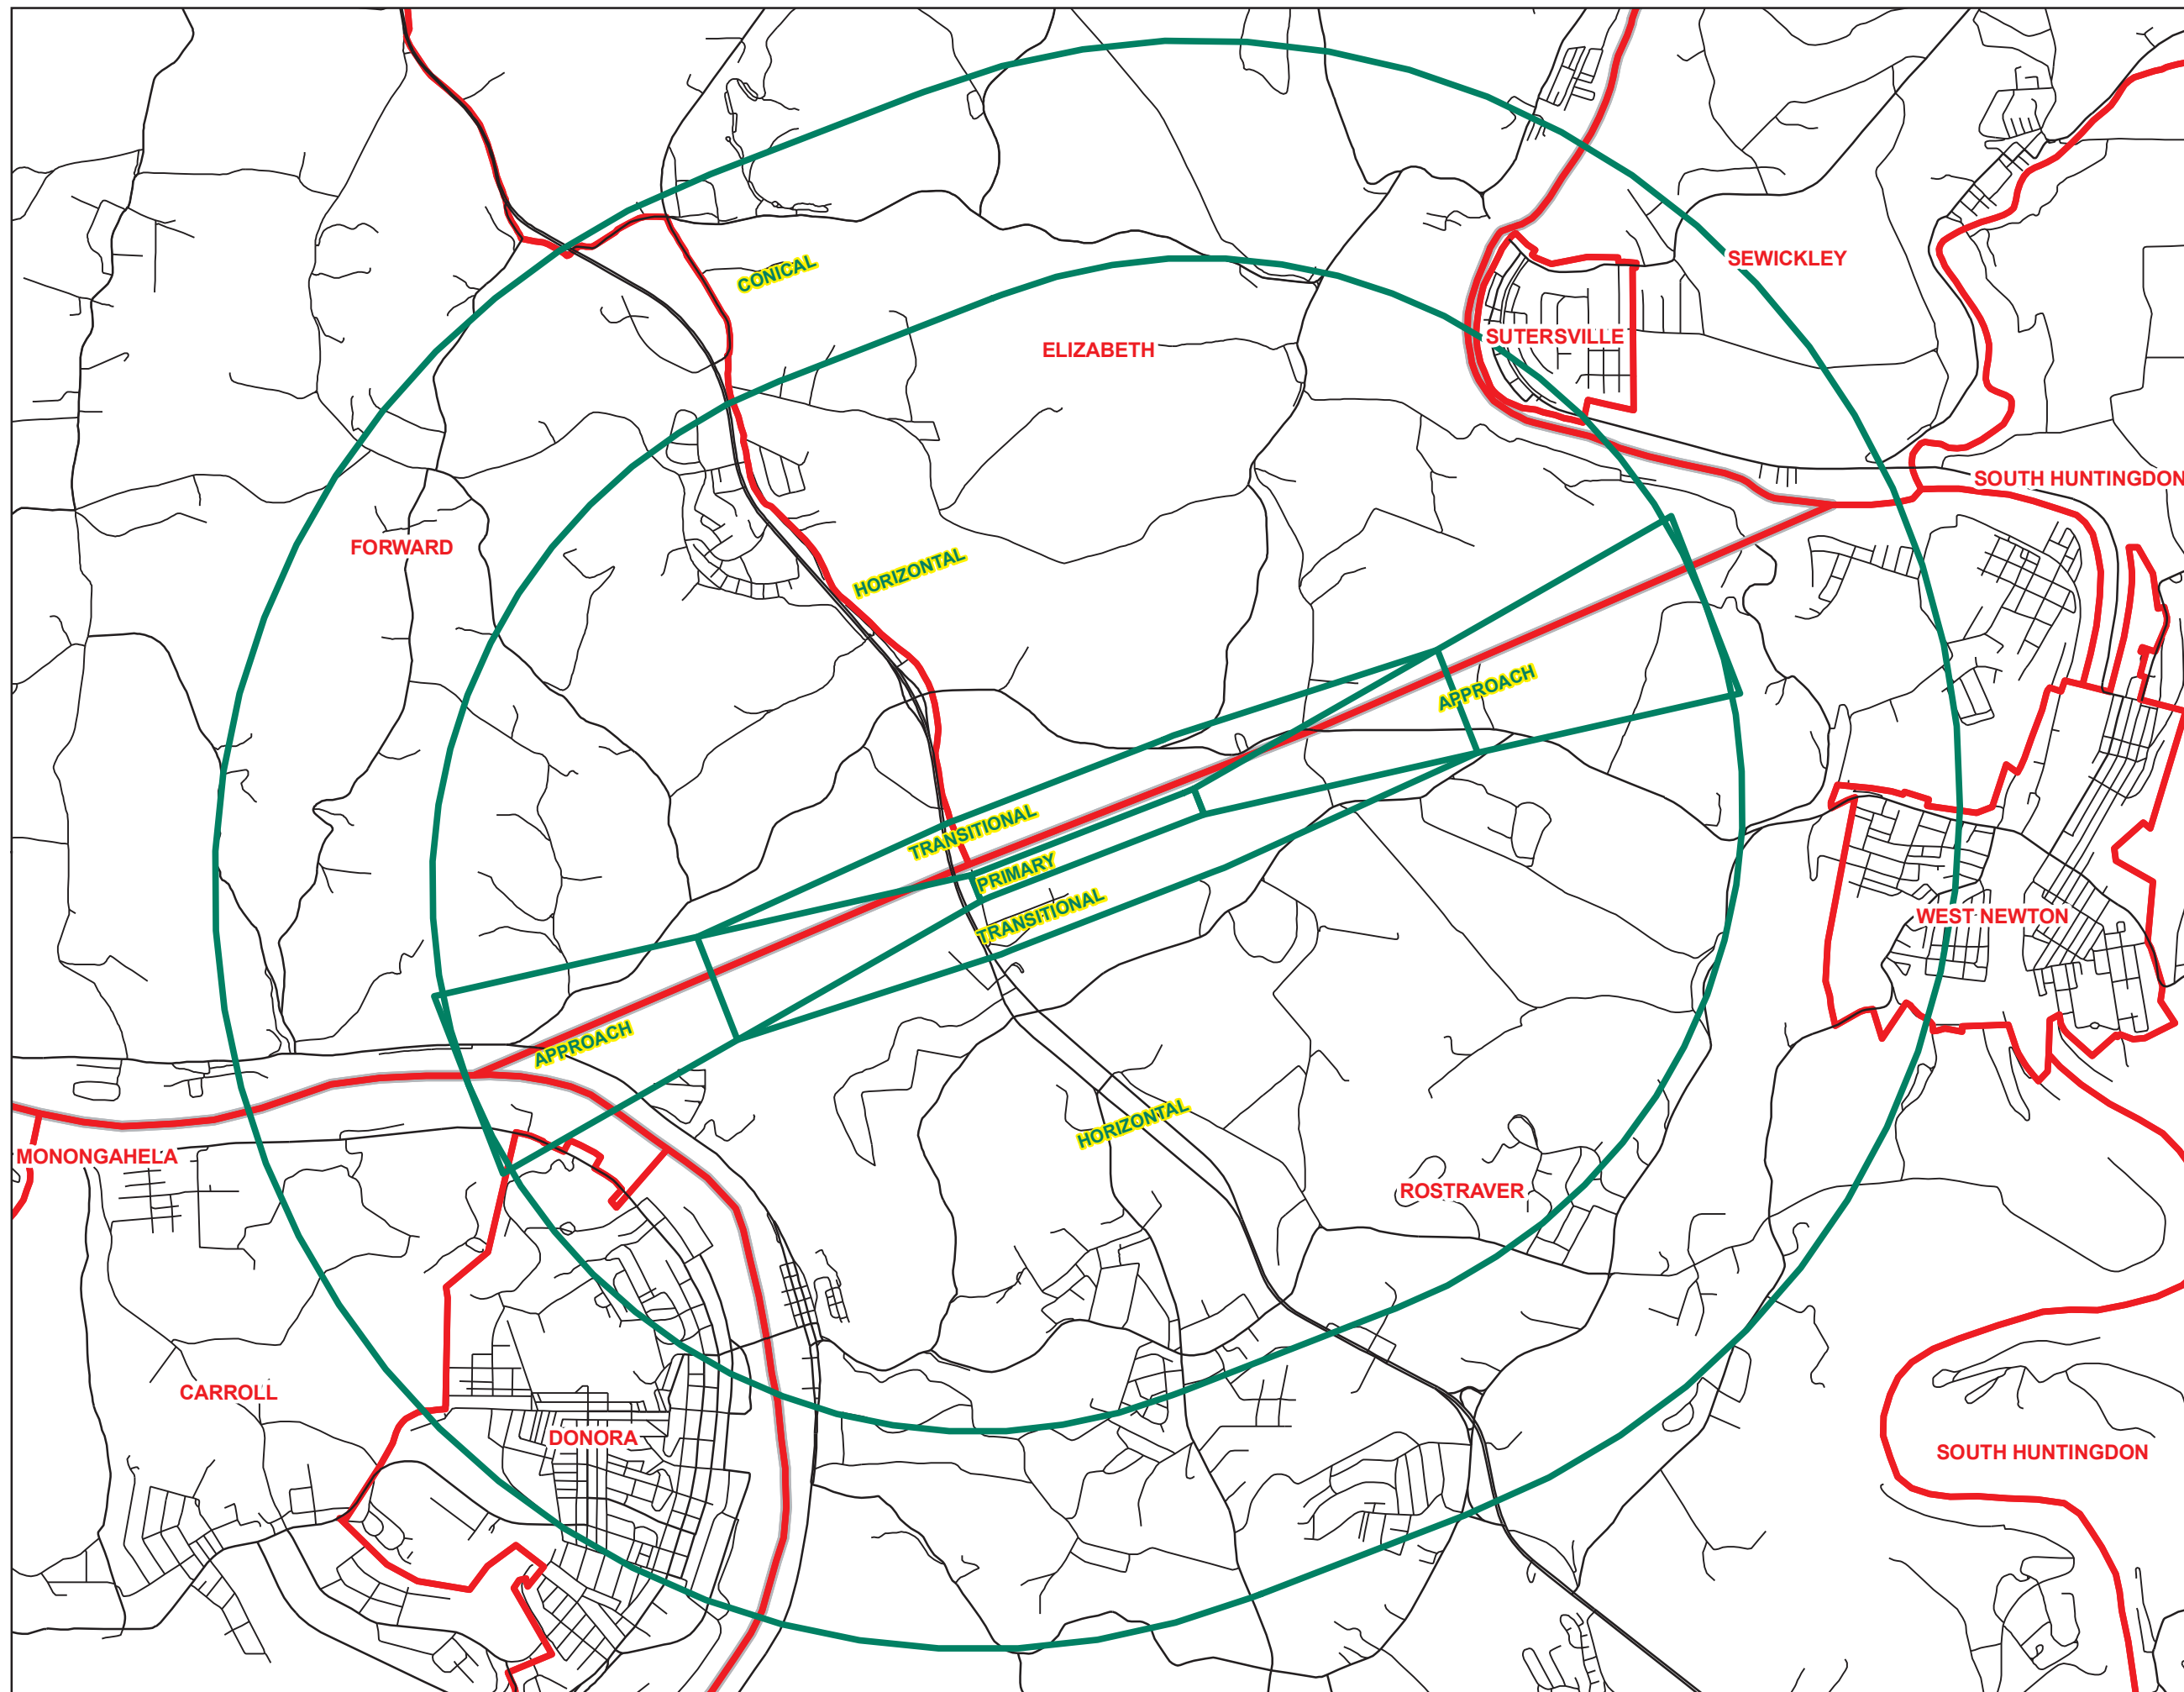 SEWICKLEY
CONICAL
SUTERSVILLE
ELIZABETH
SOUTH HUNTINGDON
FORWARD
HORIZONTAL
APPROACH
TRANSITIONAL
PRIMARY
TRANSITIONAL
WEST NEWTON
APPROACH
HORIZONTAL
MONONGAHELA
ROSTRAVER
CARROLL
DONORA
SOUTH HUNTINGDON